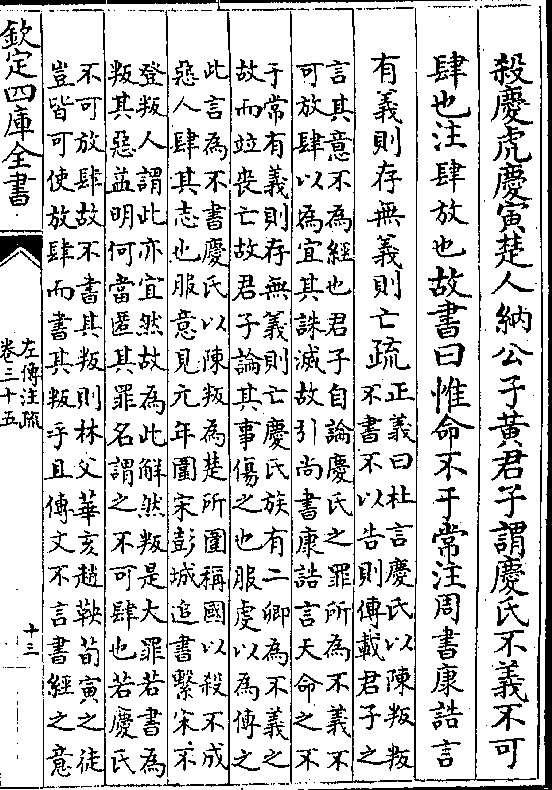 殺慶虎慶寅楚人納公子黃君子謂慶氏不義不可
肆也注肆放也故書曰惟命不于常注周書康誥言
有義則存無義則亡疏
正義曰杜言慶氏以陳叛叛
不書不以告則傳載君子之
言其意不為經也君子自論慶氏之罪所為不義不
可放肆以為宜其誅滅故引尚書康誥言天命之不
于常有義則存無義則亡慶氏族有二卿為不義之
故而竝喪亡故君子論其事傷之也服虔以為傳之
此言為不書慶氏以陳叛為楚所圍稱國以殺不成
惡人肆其志也服意見元年圍宋彭城追書繫宋不
登叛人謂此亦宜然故為此解然叛是大罪若書為
叛其惡益明何當匿其罪名謂之不可肆也若慶氏
不可放肆故不書其叛則林父華亥趙鞅荀寅之徒
豈皆可使放肆而書其叛乎且傳文不言書經之意
欽定四庫全書
左傳注疏
卷三十五
十三